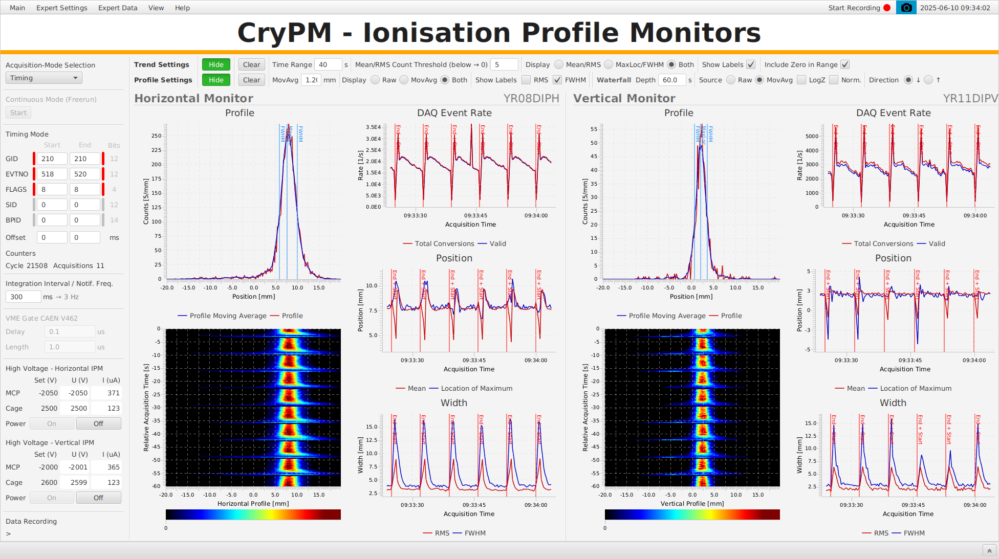 Main Expert Settings Expert Data View Help Start Recording 2025-06-10 09:34:02
CryPM - Ionisation Profile Monitors
Acquisition-Mode Selection
Timing
Continuous Mode (Freerun)
Start
Timing Mode
Start End Bits
GID 210 210 12
EVTNO 518 520 12
FLAGS 8 8 4
SID 0 0 12
BPID 0 0 14
Offset 0 0 ms
Counters
Cycle 21508 Acquisitions 11
Integration Interval / Notif. Freq.
300 ms → 3 Hz
VME Gate CAEN V462
Delay 0.1 us
Length 1.0 us
High Voltage - Horizontal IPM
Set (V) U (V) I (uA)
MCP -2050 -2050 371
Cage 2500 2500 123
Power On Off
High Voltage - Vertical IPM
Set (V) U (V) I (uA)
MCP -2000 -2001 365
Cage 2600 2599 123
Power On Off
Data Recording
>
Trend Settings Hide Clear Time Range 40 s Mean/RMS Count Threshold (below → 0) 5 Display Mean/RMS MaxLoc/FWHM Both Show Labels Include Zero in Range
Profile Settings Hide Clear MovAvg 1.20 mm Display Raw MovAvg Both Show Labels RMS FWHM Waterfall Depth 60.0 s Source Raw MovAvg LogZ Norm. Direction ↓ ↑
Horizontal Monitor YR08DIPH
Profile
FWHM FWHM
Counts [5/mm]
250
225
200
175
150
125
100
75
50
25
0
-20.0 -15.0 -10.0 -5.0 0.0 5.0 10.0 15.0
Position [mm]
Profile Moving Average Profile
Relative Acquisition Time [s]
0
-5
-10
-15
-20
-25
-30
-35
-40
-45
-50
-55
-60
-20.0 -15.0 -10.0 -5.0 0.0 5.0 10.0 15.0
Horizontal Profile [mm]
0
DAQ Event Rate
Rate [1/s]
3.5E4
3.0E4
2.5E4
2.0E4
1.5E4
1.0E4
5.0E3
0.0E0
End + Start End + Start End + Start End + Start End + Start End + Start
09:33:30 09:33:45 09:34:00
Acquisition Time
Total Conversions Valid
Position
Position [mm]
10.0
7.5
5.0
End + Start End + Start End + Start End + Start End + Start End + Start
09:33:30 09:33:45 09:34:00
Acquisition Time
Mean Location of Maximum
Width
Width [mm]
15.0
12.5
10.0
7.5
5.0
2.5
End + Start End + Start End + Start End + Start End + Start End + Start
09:33:30 09:33:45 09:34:00
Acquisition Time
RMS FWHM
Vertical Monitor YR11DIPV
Profile
FWHM MaxLoc FWHM
Counts [5/mm]
55
50
45
40
35
30
25
20
15
10
5
0
-20.0 -15.0 -10.0 -5.0 0.0 5.0 10.0 15.0
Position [mm]
Profile Moving Average Profile
Relative Acquisition Time [s]
0
-5
-10
-15
-20
-25
-30
-35
-40
-45
-50
-55
-60
-20.0 -15.0 -10.0 -5.0 0.0 5.0 10.0 15.0
Vertical Profile [mm]
0
DAQ Event Rate
Rate [1/s]
5000
4000
3000
2000
1000
0
End + Start End + Start End + Start End + Start End + Start End + Start
09:33:30 09:33:45 09:34:00
Acquisition Time
Total Conversions Valid
Position
Position [mm]
5
3
0
-3
-5
End + Start End + Start End + Start End + Start End + Start End + Start
09:33:30 09:33:45 09:34:00
Acquisition Time
Mean Location of Maximum
Width
Width [mm]
15.0
12.5
10.0
7.5
5.0
2.5
End + Start End + Start End + Start End + Start End + Start End + Start
09:33:30 09:33:45 09:34:00
Acquisition Time
RMS FWHM